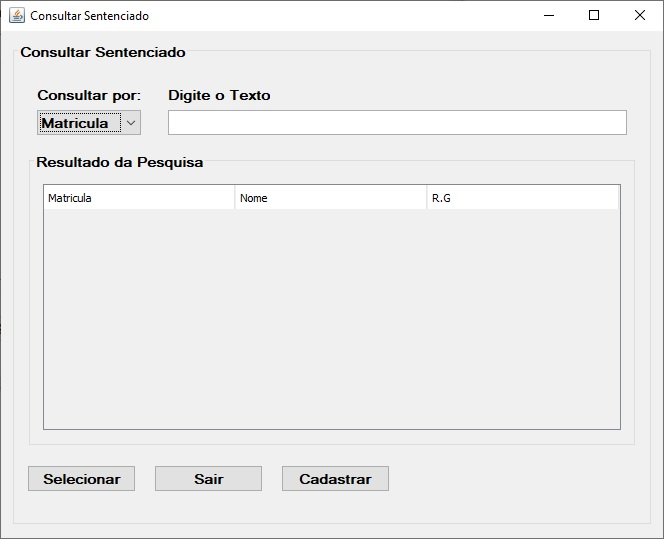 Consultar Sentenciado
Consultar Sentenciado
Consultar por: Digite o Texto
Matricula
Resultado da Pesquisa
Matricula Nome R.G
Selecionar Sair Cadastrar